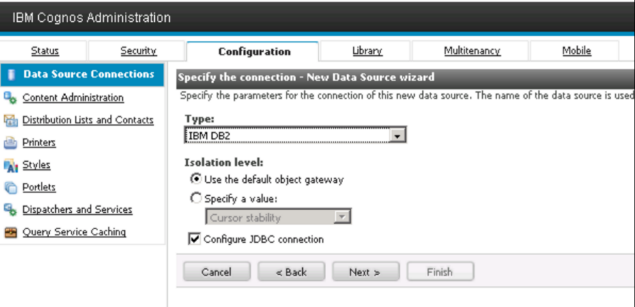 IBM Cognos Administration
Status Security Configuration Library Multitenancy Mobile
Data Source Connections
Content Administration
Distribution Lists and Contacts
Printers
Styles
Portlets
Dispatchers and Services
Query Service Caching
Specify the connection - New Data Source wizard
Specify the parameters for the connection of this new data source. The name of the data source is used
Type:
IBM DB2
Isolation level:
Use the default object gateway
Specify a value:
Cursor stability
Configure JDBC connection
Cancel < Back Next > Finish